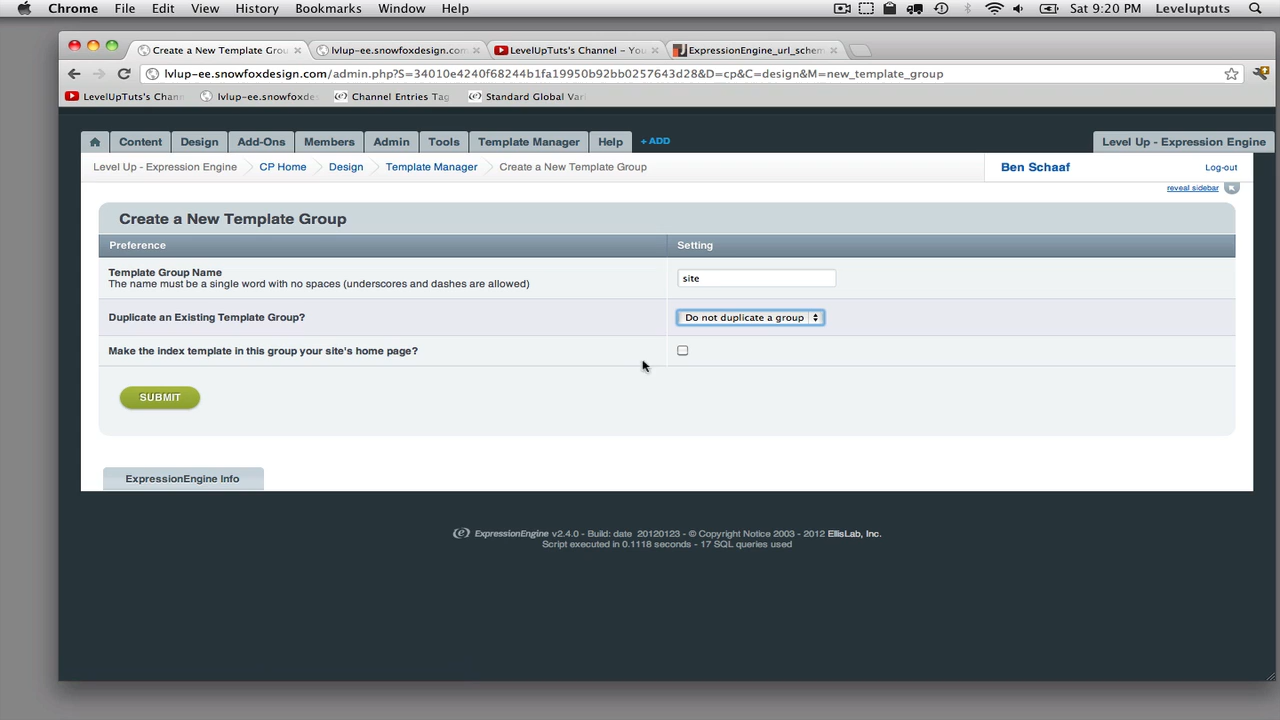 Chrome File Edit View History Bookmarks Window Help Sat 9:20 PM Leveluptuts
Create a New Template Grou lvlup-ee.snowfoxdesign.com/ LevelUpTuts's Channel – You ExpressionEngine_url_schem
lvlup-ee.snowfoxdesign.com/admin.php?S=34010e4240f68244b1fa19950b92bb0257643d28&D=cp&C=design&M=new_template_group
LevelUpTuts's Chann lvlup-ee.snowfoxdes Channel Entries Tag Standard Global Vari
Content Design Add-Ons Members Admin Tools Template Manager Help + ADD Level Up - Expression Engine
Level Up - Expression Engine CP Home Design Template Manager Create a New Template Group Ben Schaaf Log-out
reveal sidebar
Create a New Template Group
Preference Setting
Template Group Name
The name must be a single word with no spaces (underscores and dashes are allowed)
site
Duplicate an Existing Template Group? Do not duplicate a group
Make the index template in this group your site's home page?
SUBMIT
ExpressionEngine Info
ExpressionEngine v2.4.0 - Build: date 20120123 - © Copyright Notice 2003 - 2012 EllisLab, Inc.
Script executed in 0.1118 seconds - 17 SQL queries used